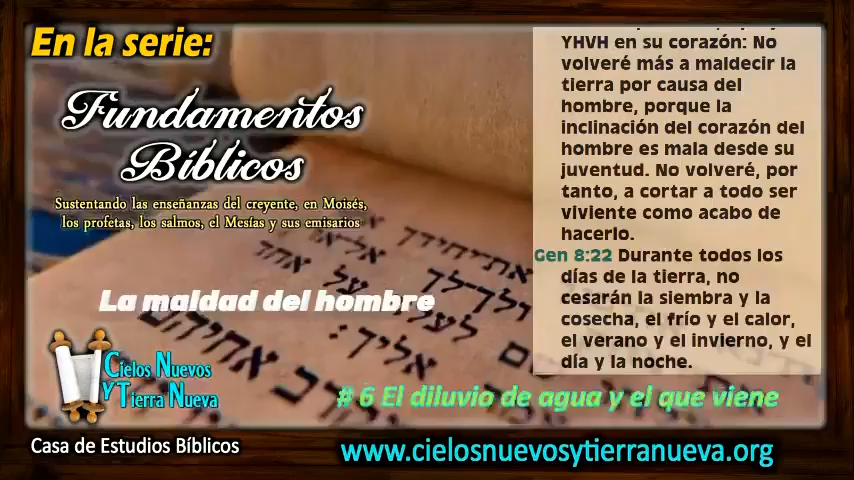 En la serie:
Fundamentos
Bíblicos
Sustentando las enseñanzas del creyente, en Moisés,
los profetas, los salmos, el Mesías y sus emisarios
La maldad del hombre
Cielos Nuevos
Y Tierra Nueva
Casa de Estudios Bíblicos
YHVH en su corazón: No
volveré más a maldecir la
tierra por causa del
hombre, porque la
inclinación del corazón del
hombre es mala desde su
juventud. No volveré, por
tanto, a cortar a todo ser
viviente como acabo de
hacerlo.
Gen 8:22 Durante todos los
días de la tierra, no
cesarán la siembra y la
cosecha, el frío y el calor,
el verano y el invierno, y el
día y la noche.
# 6 El diluvio de agua y el que viene
www.cielosnuevosytierranueva.org